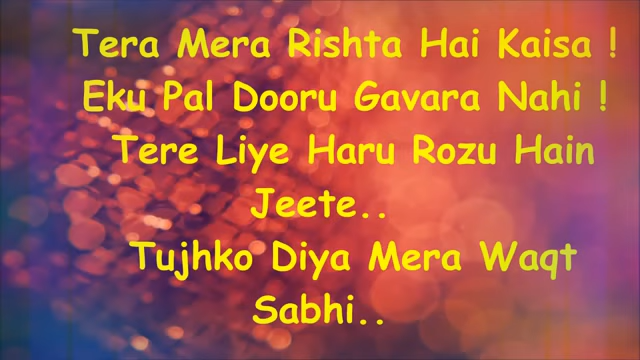 Tera Mera Rishta Hai Kaisa !
Eku Pal Dooru Gavara Nahi !
Tere Liye Haru Rozu Hain
Jeete..
Tujhko Diya Mera Waqt
Sabhi..